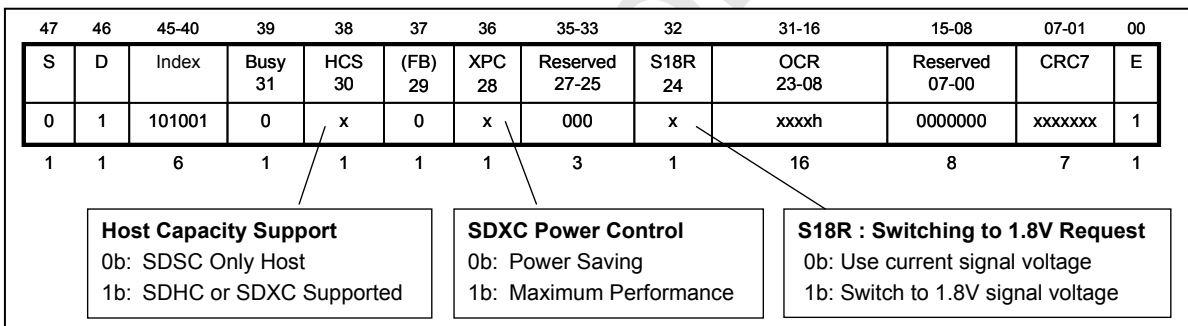 47 46 45-40 39 38 37 36 35-33 32 31-16 15-08 07-01 00
S D Index Busy 31 HCS 30 (FB) 29 XPC 28 Reserved 27-25 S18R 24 OCR 23-08 Reserved 07-00 CRC7 E
0 1 101001 0 x 0 x 000 x xxxxh 0000000 xxxxxxx 1
1 1 6 1 1 1 1 3 1 16 8 7 1
Host Capacity Support
0b: SDSC Only Host
1b: SDHC or SDXC Supported
SDXC Power Control
0b: Power Saving
1b: Maximum Performance
S18R : Switching to 1.8V Request
0b: Use current signal voltage
1b: Switch to 1.8V signal voltage